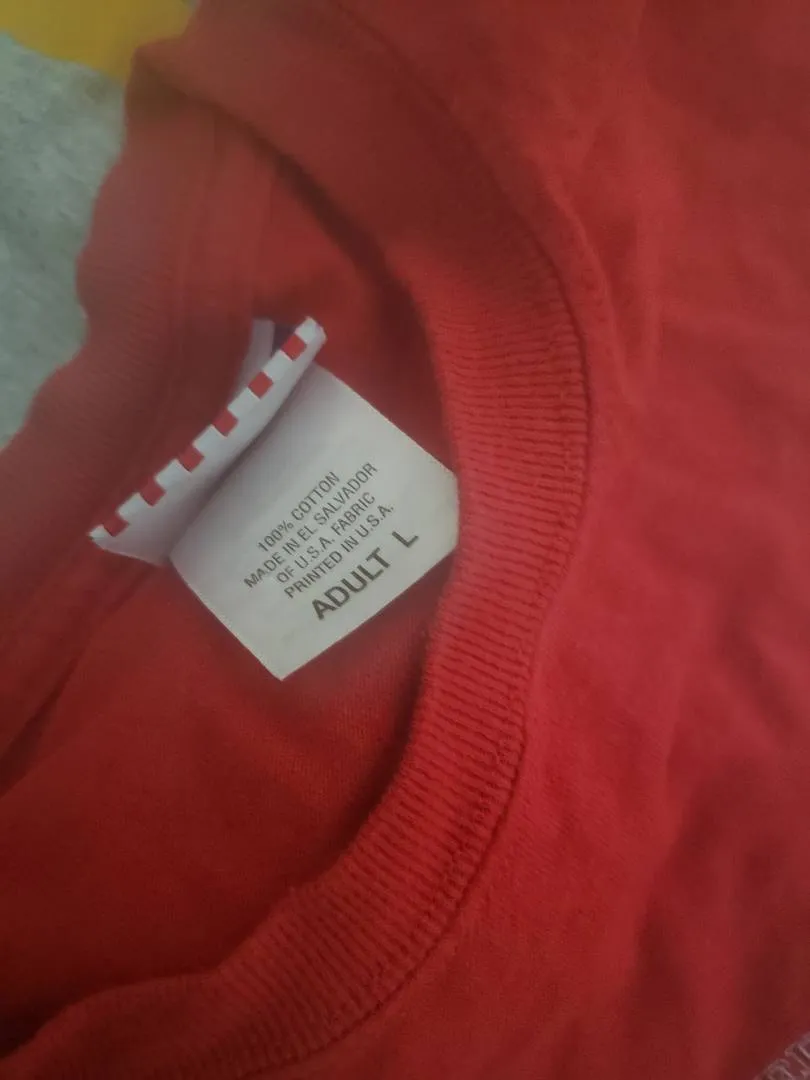 100% COTTON
MADE IN EL SALVADOR
OF U.S.A. FABRIC
PRINTED IN U.S.A.
ADULT L